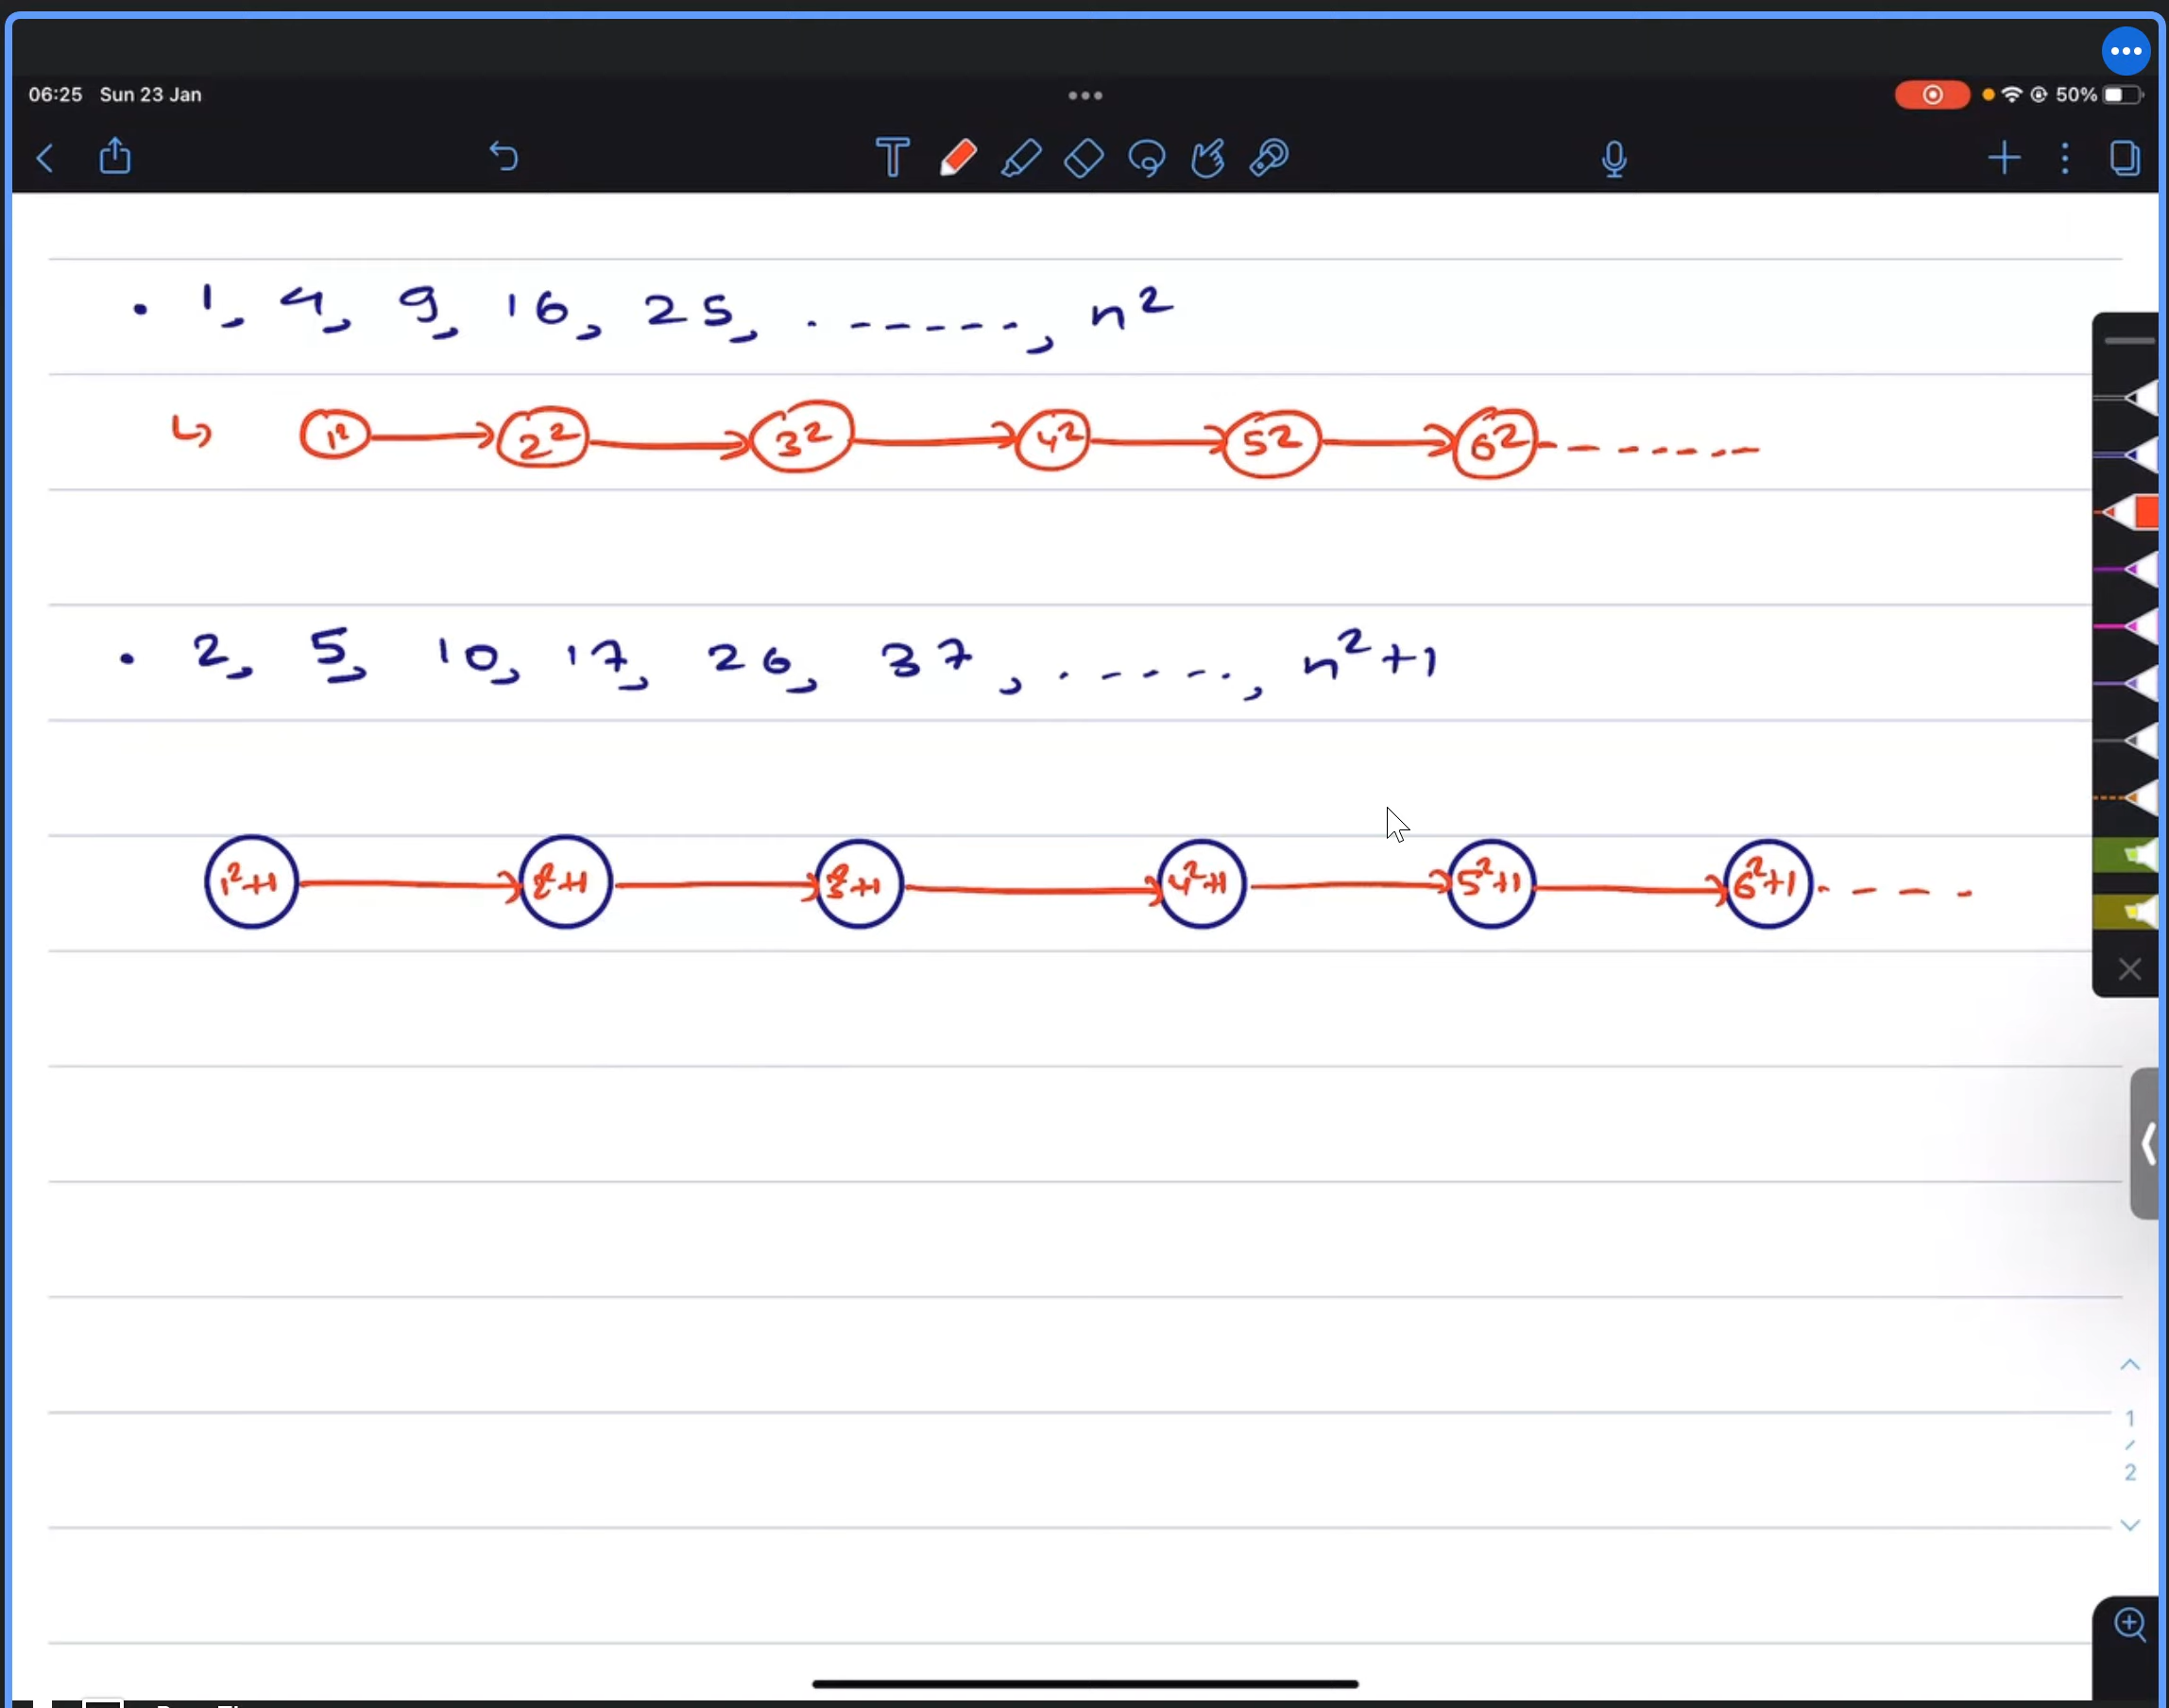 06:25 Sun 23 Jan 50%
• 1, 4, 9, 16, 25, . - - - - -, n²
↳ 1² → 2² → 3² → 4² → 5² → 6² - - - - - - -
• 2, 5, 10, 17, 26, 37, . - - - - ., n²+1
1²+1 → 2²+1 → 3²+1 → 4²+1 → 5²+1 → 6²+1 - - - -
1
/
2